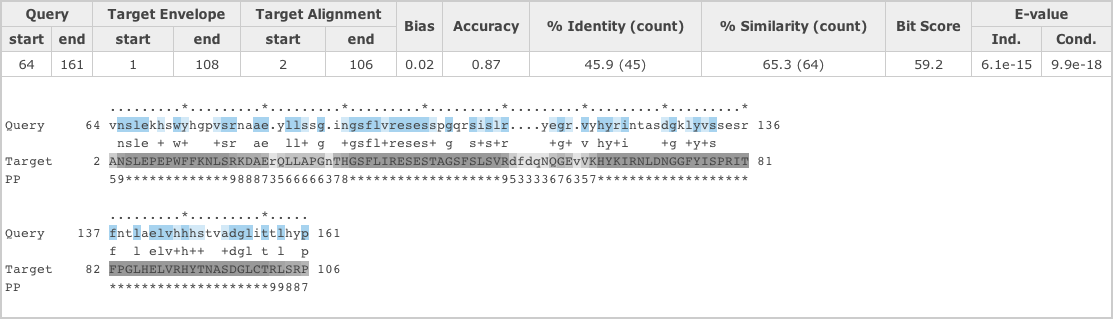 Query Target Envelope Target Alignment Bias Accuracy % Identity (count) % Similarity (count) Bit Score E-value
start end start end start end Ind. Cond.
64 161 1 108 2 106 0.02 0.87 45.9 (45) 65.3 (64) 59.2 6.1e-15 9.9e-18
.........*.........*.........*.........*.........*.........*.........*.........*
Query 64 vnslekhswyhgpvsrnaae.yllssg.ingsflvresesspgqrsislr....yegr.vyhyrintasdgklyvssesr 136
nsle + w+   +sr  ae  ll+ g  +gsfl+reses+ g  s+s+r     +g+ v hy+i    +g +y+s
Target 2 ANSLEPEPWFFKNLSRKDAErQLLAPGnTHGSFLIRESESTAGSFSLSVRdfdqNQGEvVKHYKIRNLDNGGFYISPRIT 81
PP 59*************988873566666378*******************953333676357*******************
.........*.........*.....
Query 137 fntlaelvhhhstvadglittlhyp 161
f  l elv+h++  +dgl t l  p
Target 82 FPGLHELVRHYTNASDGLCTRLSRP 106
PP ********************99887